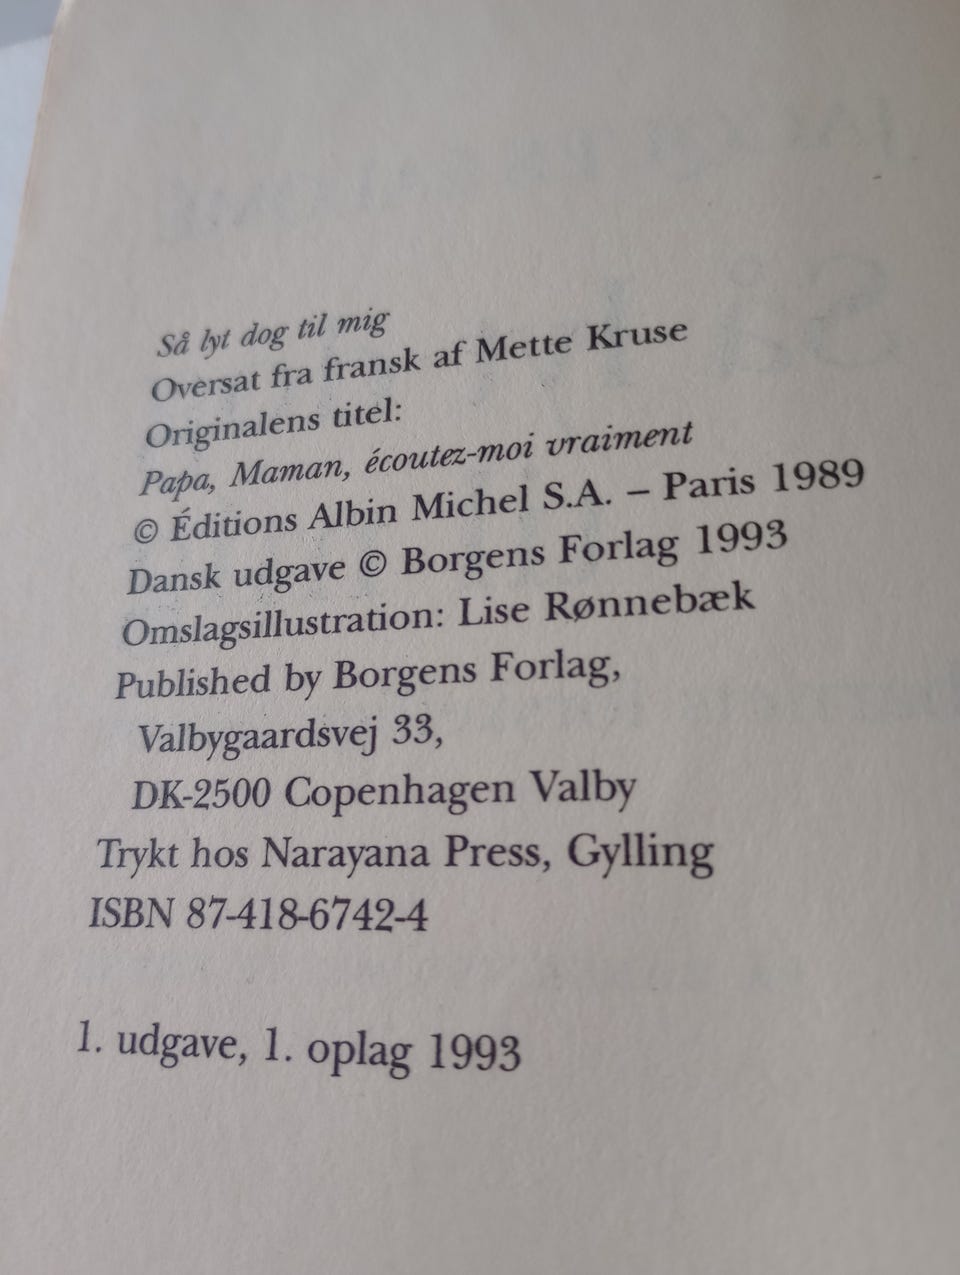 Så lyt dog til mig
Oversat fra fransk af Mette Kruse
Originalens titel:
Papa, Maman, écoutez-moi vraiment
© Éditions Albin Michel S.A. – Paris 1989
Dansk udgave © Borgens Forlag 1993
Omslagsillustration: Lise Rønnebæk
Published by Borgens Forlag,
Valbygaardsvej 33,
DK-2500 Copenhagen Valby
Trykt hos Narayana Press, Gylling
ISBN 87-418-6742-4
1. udgave, 1. oplag 1993